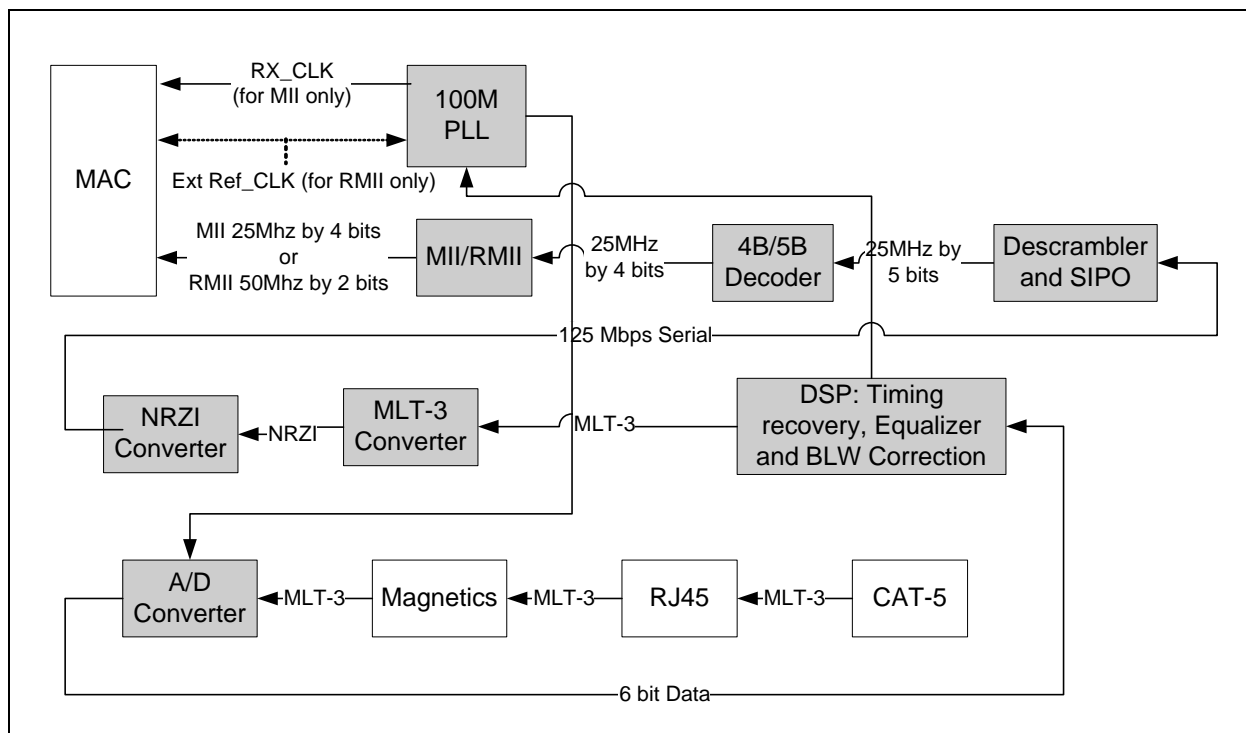 RX_CLK
(for MII only)
100M
PLL
MAC
Ext Ref_CLK (for RMII only)
MII 25Mhz by 4 bits
or
RMII 50Mhz by 2 bits
MII/RMII
25MHz
by 4 bits
4B/5B
Decoder
25MHz by
5 bits
Descrambler
and SIPO
125 Mbps Serial
NRZI
Converter
NRZI
MLT-3
Converter
MLT-3
DSP: Timing
recovery, Equalizer
and BLW Correction
A/D
Converter
MLT-3
Magnetics
MLT-3
RJ45
MLT-3
CAT-5
6 bit Data